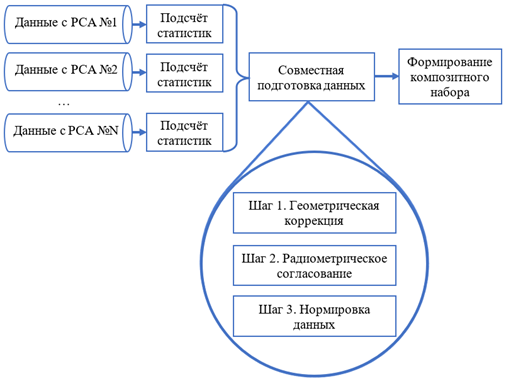 Данные с РСА №1
Подсчёт
статистик
Данные с РСА №2
Подсчёт
статистик
…
Данные с РСА №N
Подсчёт
статистик
Совместная
подготовка данных
Формирование
композитного
набора
Шаг 1. Геометрическая
коррекция
Шаг 2. Радиометрическое
согласование
Шаг 3. Нормировка
данных